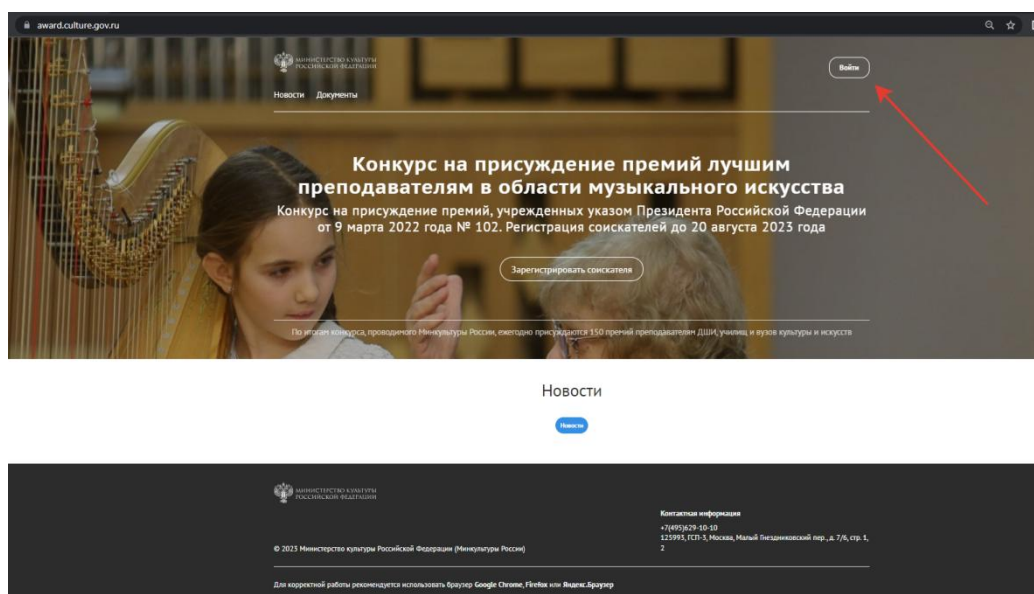 award.culture.gov.ru
МИНИСТЕРСТВО КУЛЬТУРЫ
РОССИЙСКОЙ ФЕДЕРАЦИИ
Войти
Новости Документы
Конкурс на присуждение премий лучшим
преподавателям в области музыкального искусства
Конкурс на присуждение премий, учрежденных указом Президента Российской Федерации
от 9 марта 2022 года № 102. Регистрация соискателей до 20 августа 2023 года
Зарегистрировать соискателя
По итогам конкурса, проводимого Минкультуры России, ежегодно присуждаются 150 премий преподавателям ДШИ, училищ и вузов культуры и искусств
Новости
Новости
МИНИСТЕРСТВО КУЛЬТУРЫ
РОССИЙСКОЙ ФЕДЕРАЦИИ
Контактная информация
+7(495)629-10-10
125993, ГСП-3, Москва, Малый Гнездниковский пер., д. 7/6, стр. 1,
2
© 2023 Министерство культуры Российской Федерации (Минкультуры России)
Для корректной работы рекомендуется использовать браузер Google Chrome, Firefox или Яндекс.Браузер